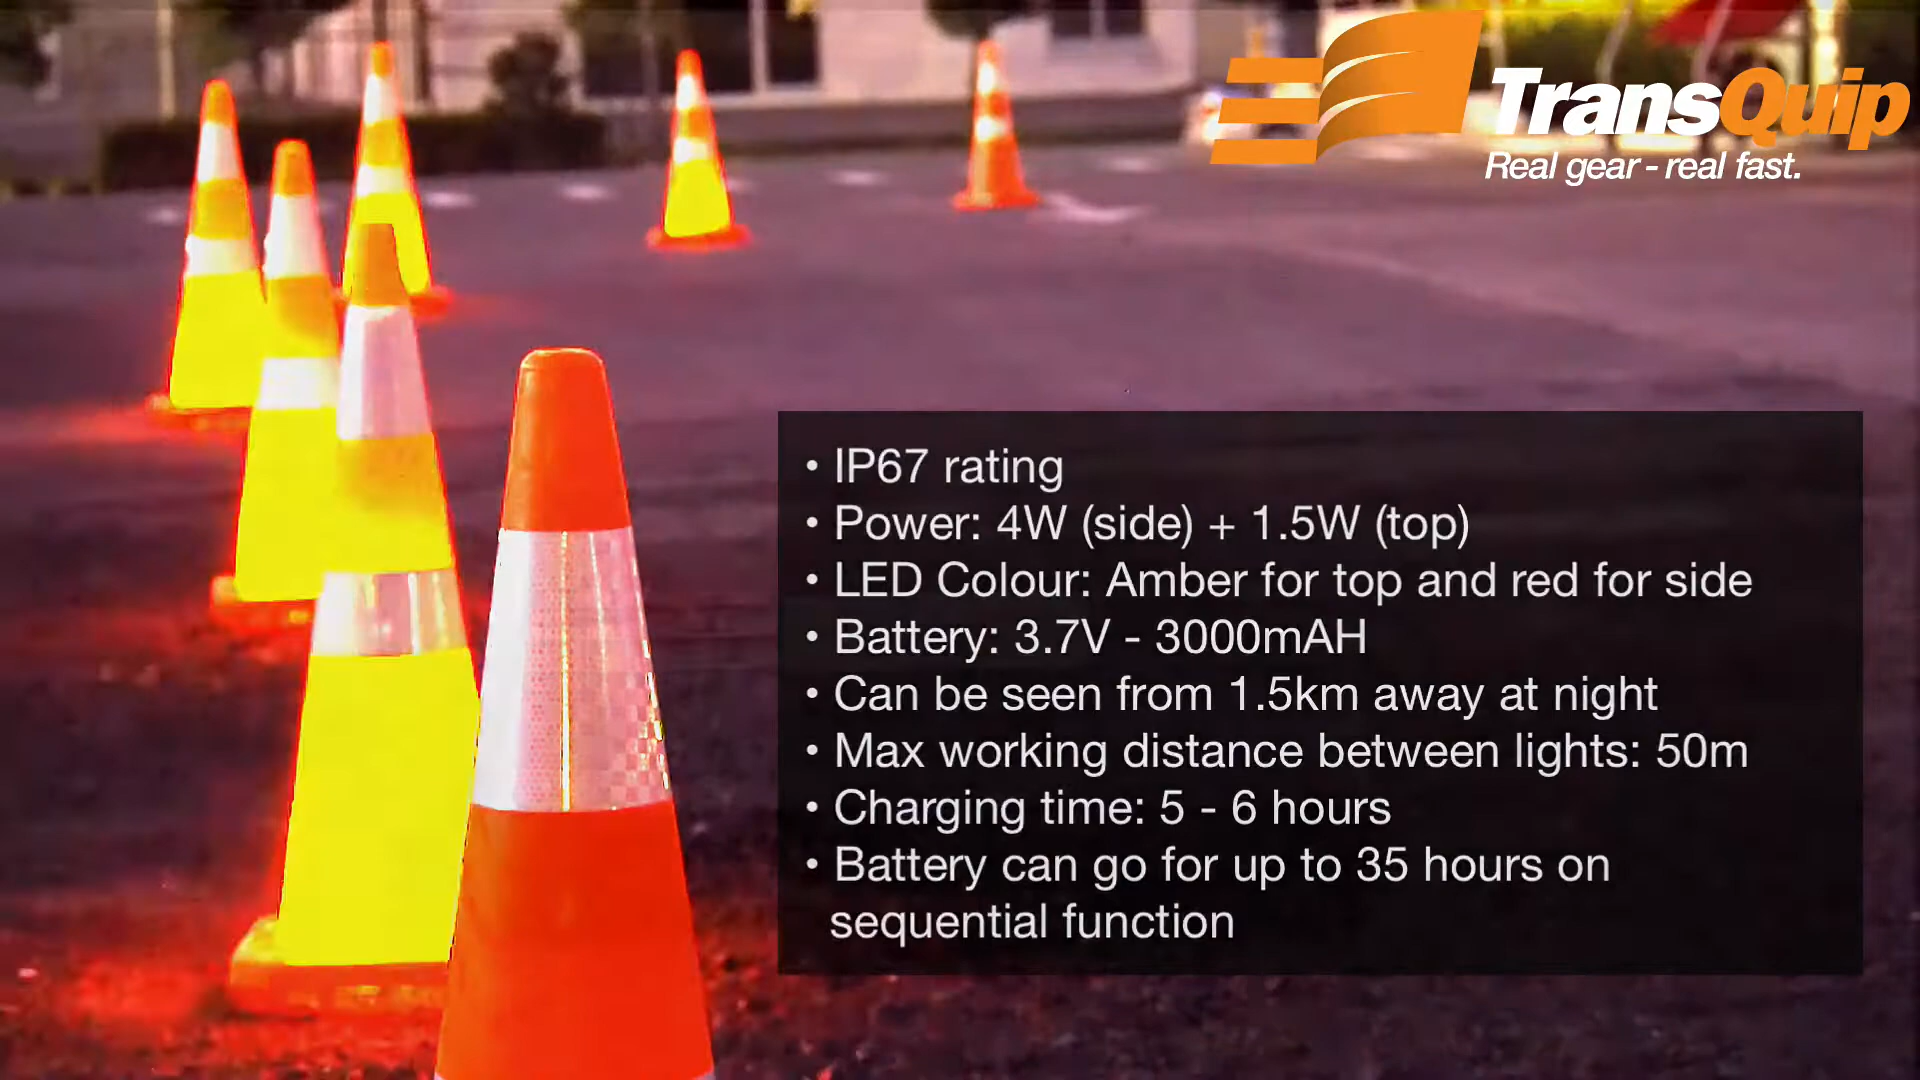 TransQuip
Real gear - real fast.
• IP67 rating
• Power: 4W (side) + 1.5W (top)
• LED Colour: Amber for top and red for side
• Battery: 3.7V - 3000mAH
• Can be seen from 1.5km away at night
• Max working distance between lights: 50m
• Charging time: 5 - 6 hours
• Battery can go for up to 35 hours on
sequential function